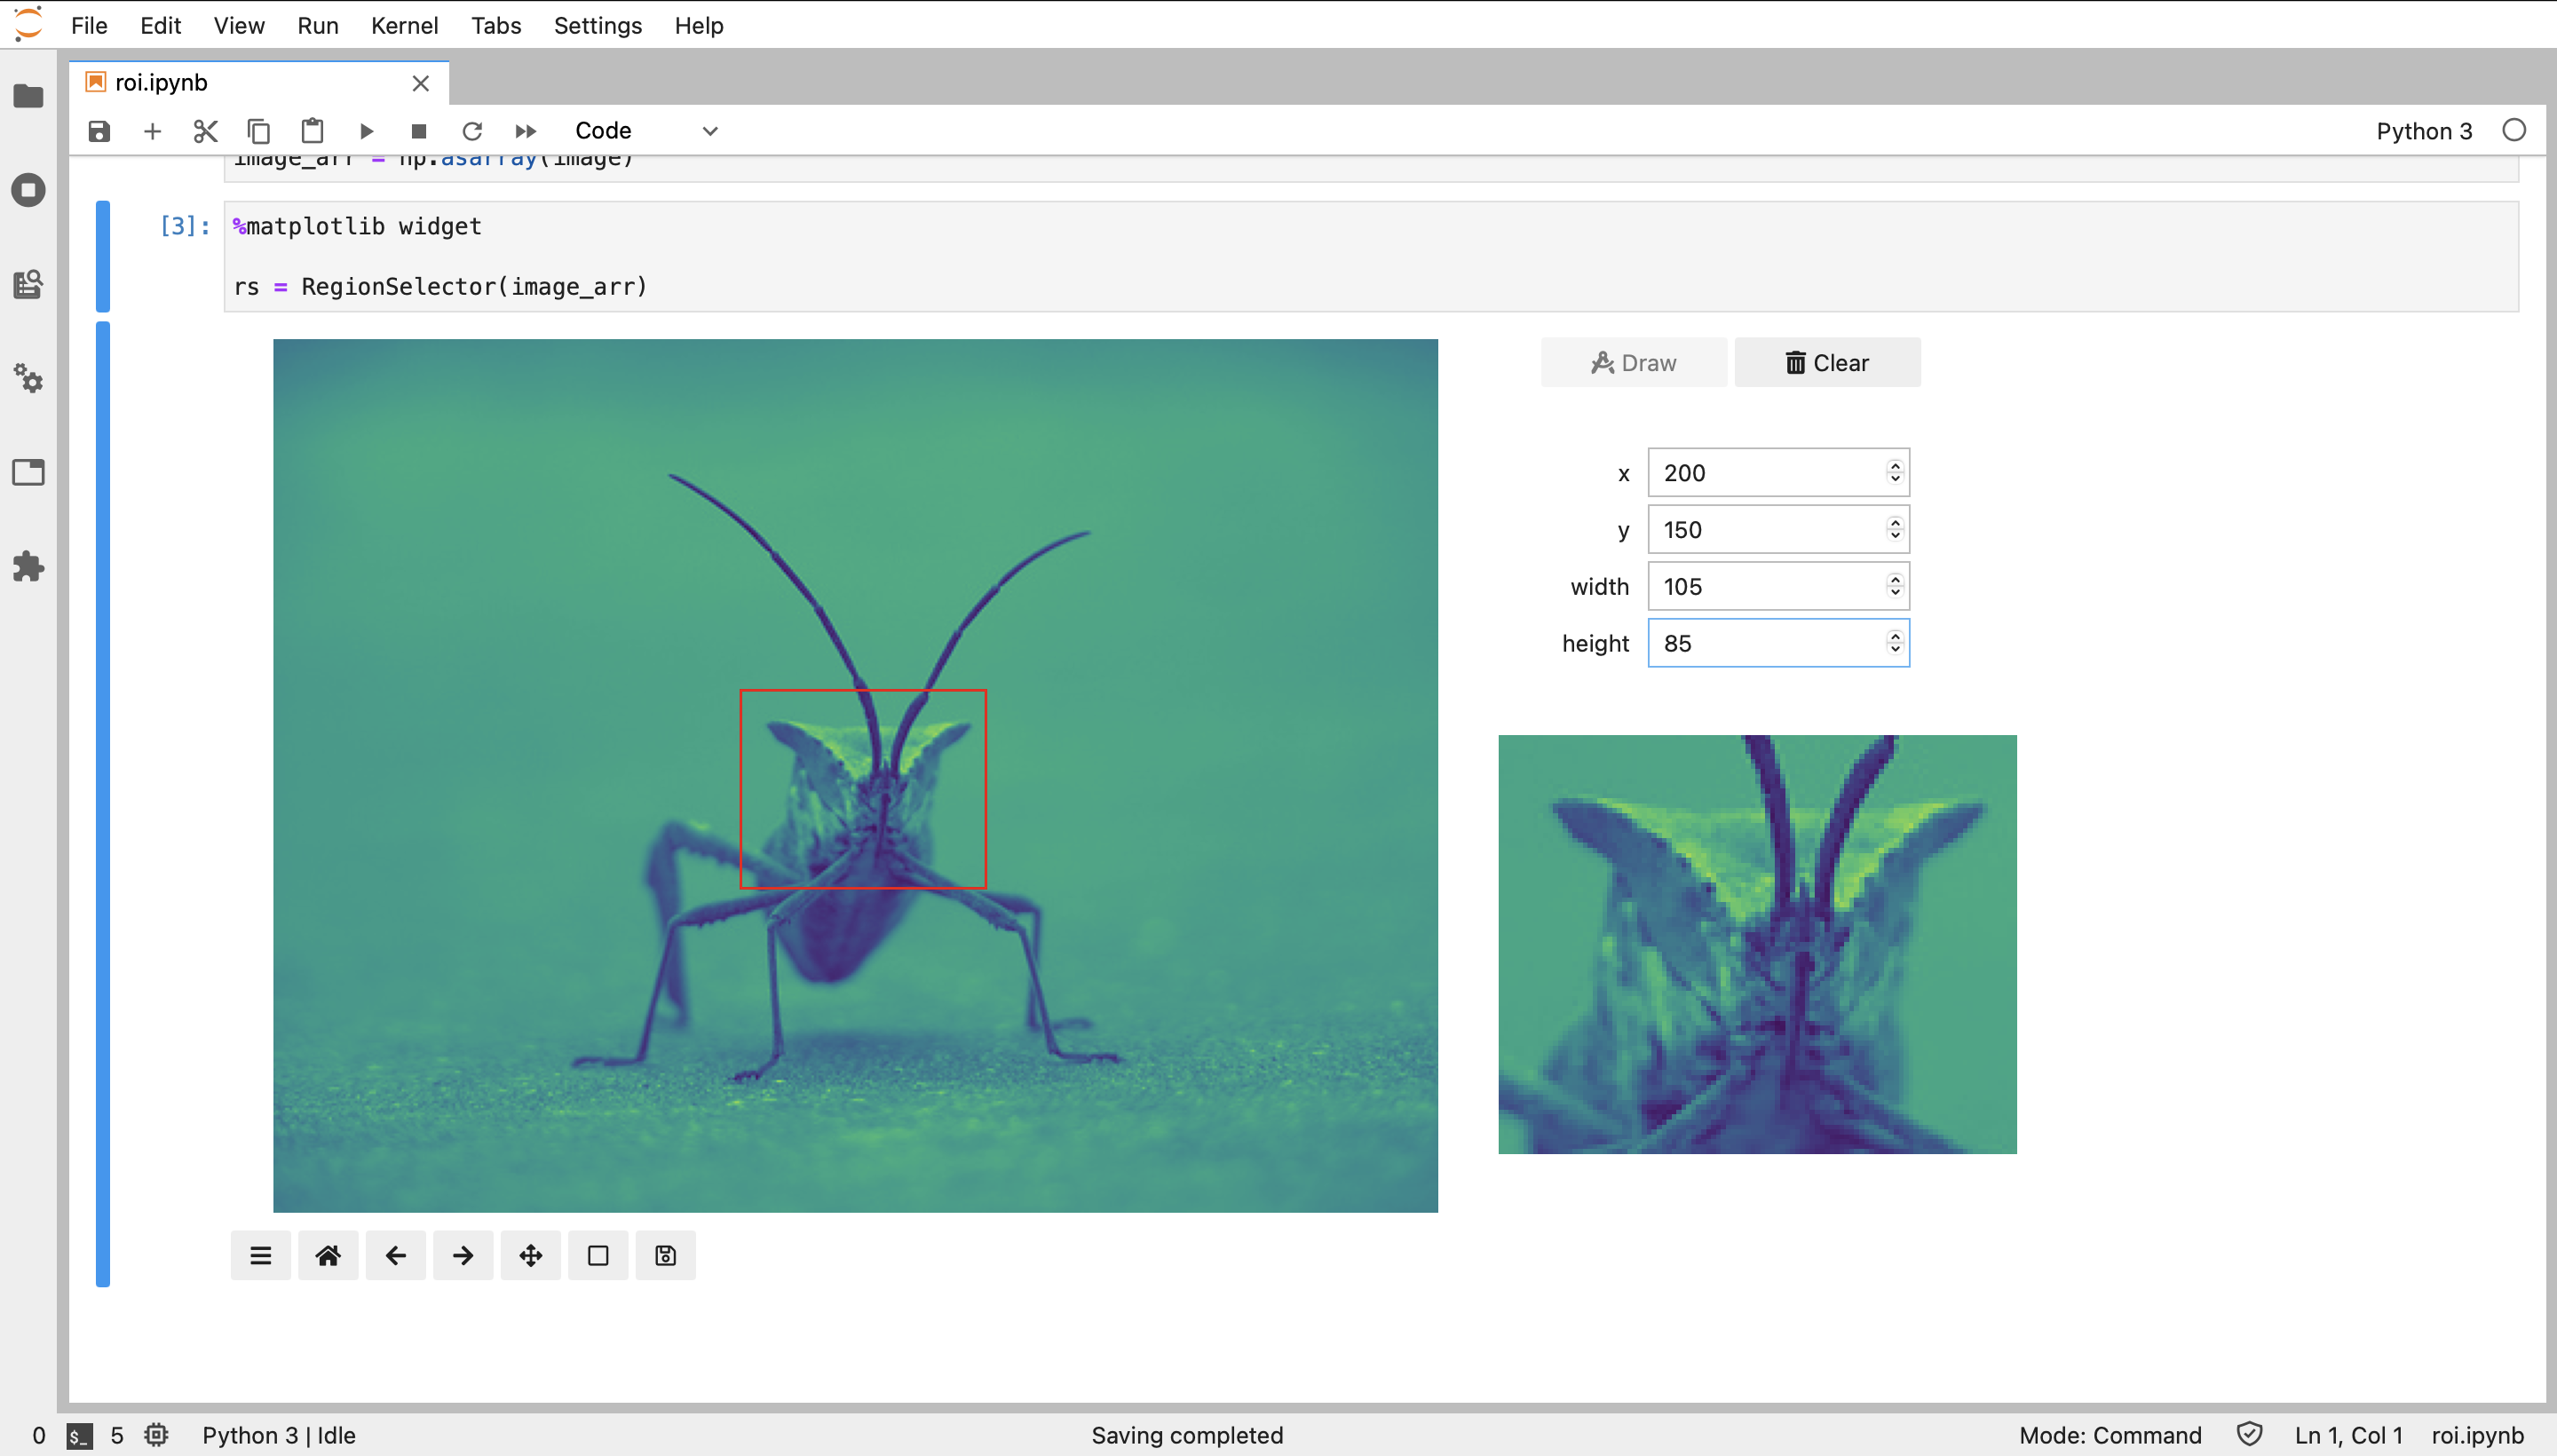 File Edit View Run Kernel Tabs Settings Help
roi.ipynb
Code
Python 3
image_arr = np.asarray(image)
[3]:
%matplotlib widget
rs = RegionSelector(image_arr)
Draw
Clear
x 200
y 150
width 105
height 85
0 $_ 5 Python 3 | Idle
Saving completed
Mode: Command
Ln 1, Col 1
roi.ipynb